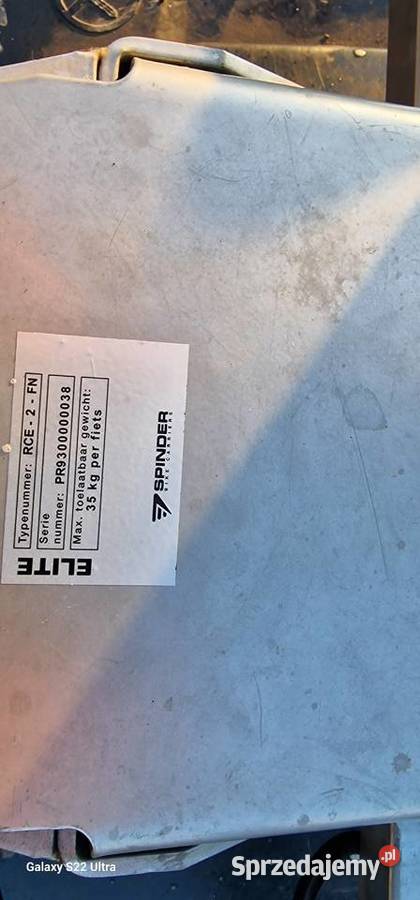 ELITE
Typenummer: RCE - 2 - FN
Serie
nummer: PR9300000038
Max. toelaatbaar gewicht:
35 kg per fiets
SPINDER
BIKE CARRIERS
Galaxy S22 Ultra
Sprzedajemy.pl